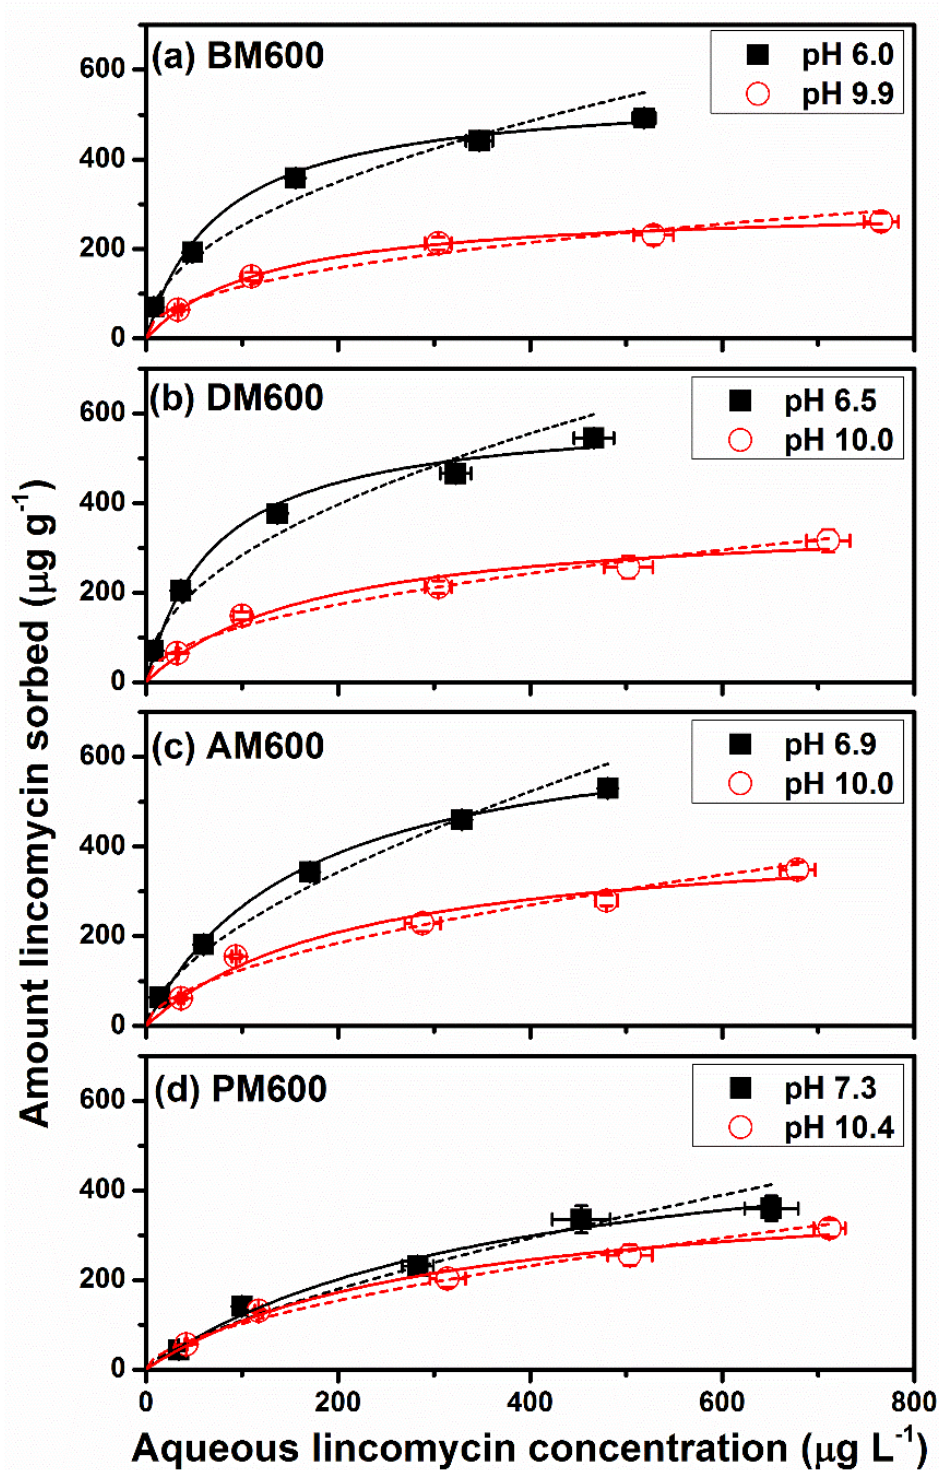 (a) BM600
pH 6.0
pH 9.9
600
400
200
0
(b) DM600
pH 6.5
pH 10.0
600
400
200
0
(c) AM600
pH 6.9
pH 10.0
600
400
200
0
(d) PM600
pH 7.3
pH 10.4
600
400
200
0
0 200 400 600 800
Aqueous lincomycin concentration (μg L⁻¹)
Amount lincomycin sorbed (μg g⁻¹)